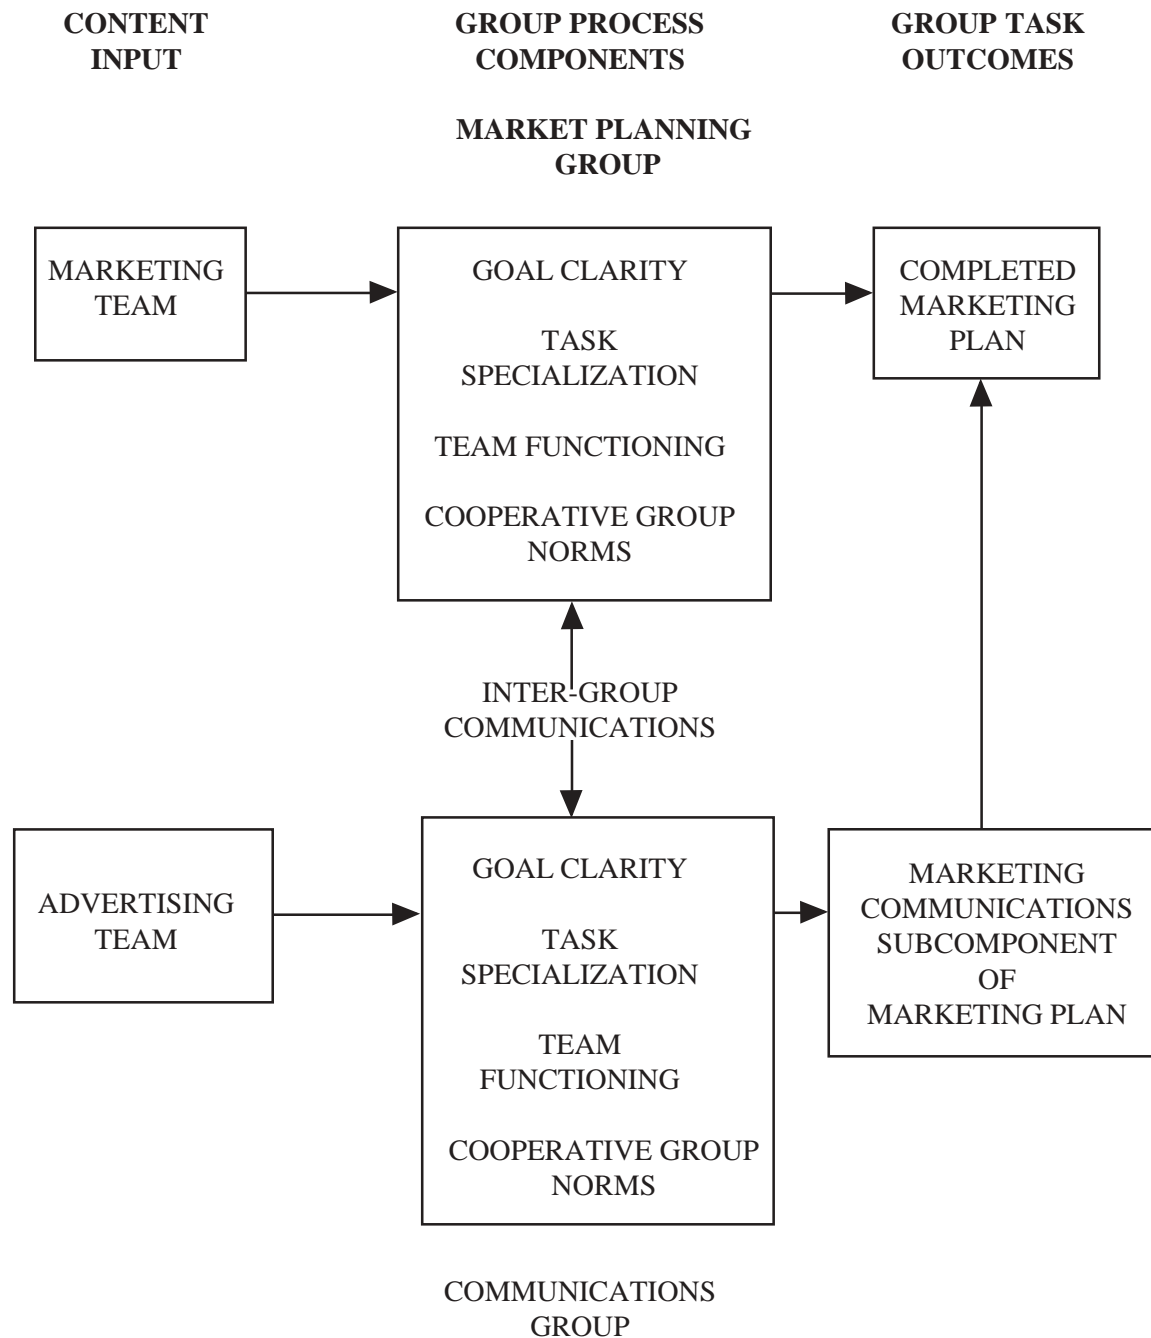 CONTENT
INPUT
GROUP PROCESS
COMPONENTS
GROUP TASK
OUTCOMES
MARKET PLANNING
GROUP
MARKETING
TEAM
GOAL CLARITY
TASK
SPECIALIZATION
TEAM FUNCTIONING
COOPERATIVE GROUP
NORMS
COMPLETED
MARKETING
PLAN
INTER-GROUP
COMMUNICATIONS
ADVERTISING
TEAM
GOAL CLARITY
TASK
SPECIALIZATION
TEAM
FUNCTIONING
COOPERATIVE GROUP
NORMS
MARKETING
COMMUNICATIONS
SUBCOMPONENT
OF
MARKETING PLAN
COMMUNICATIONS
GROUP